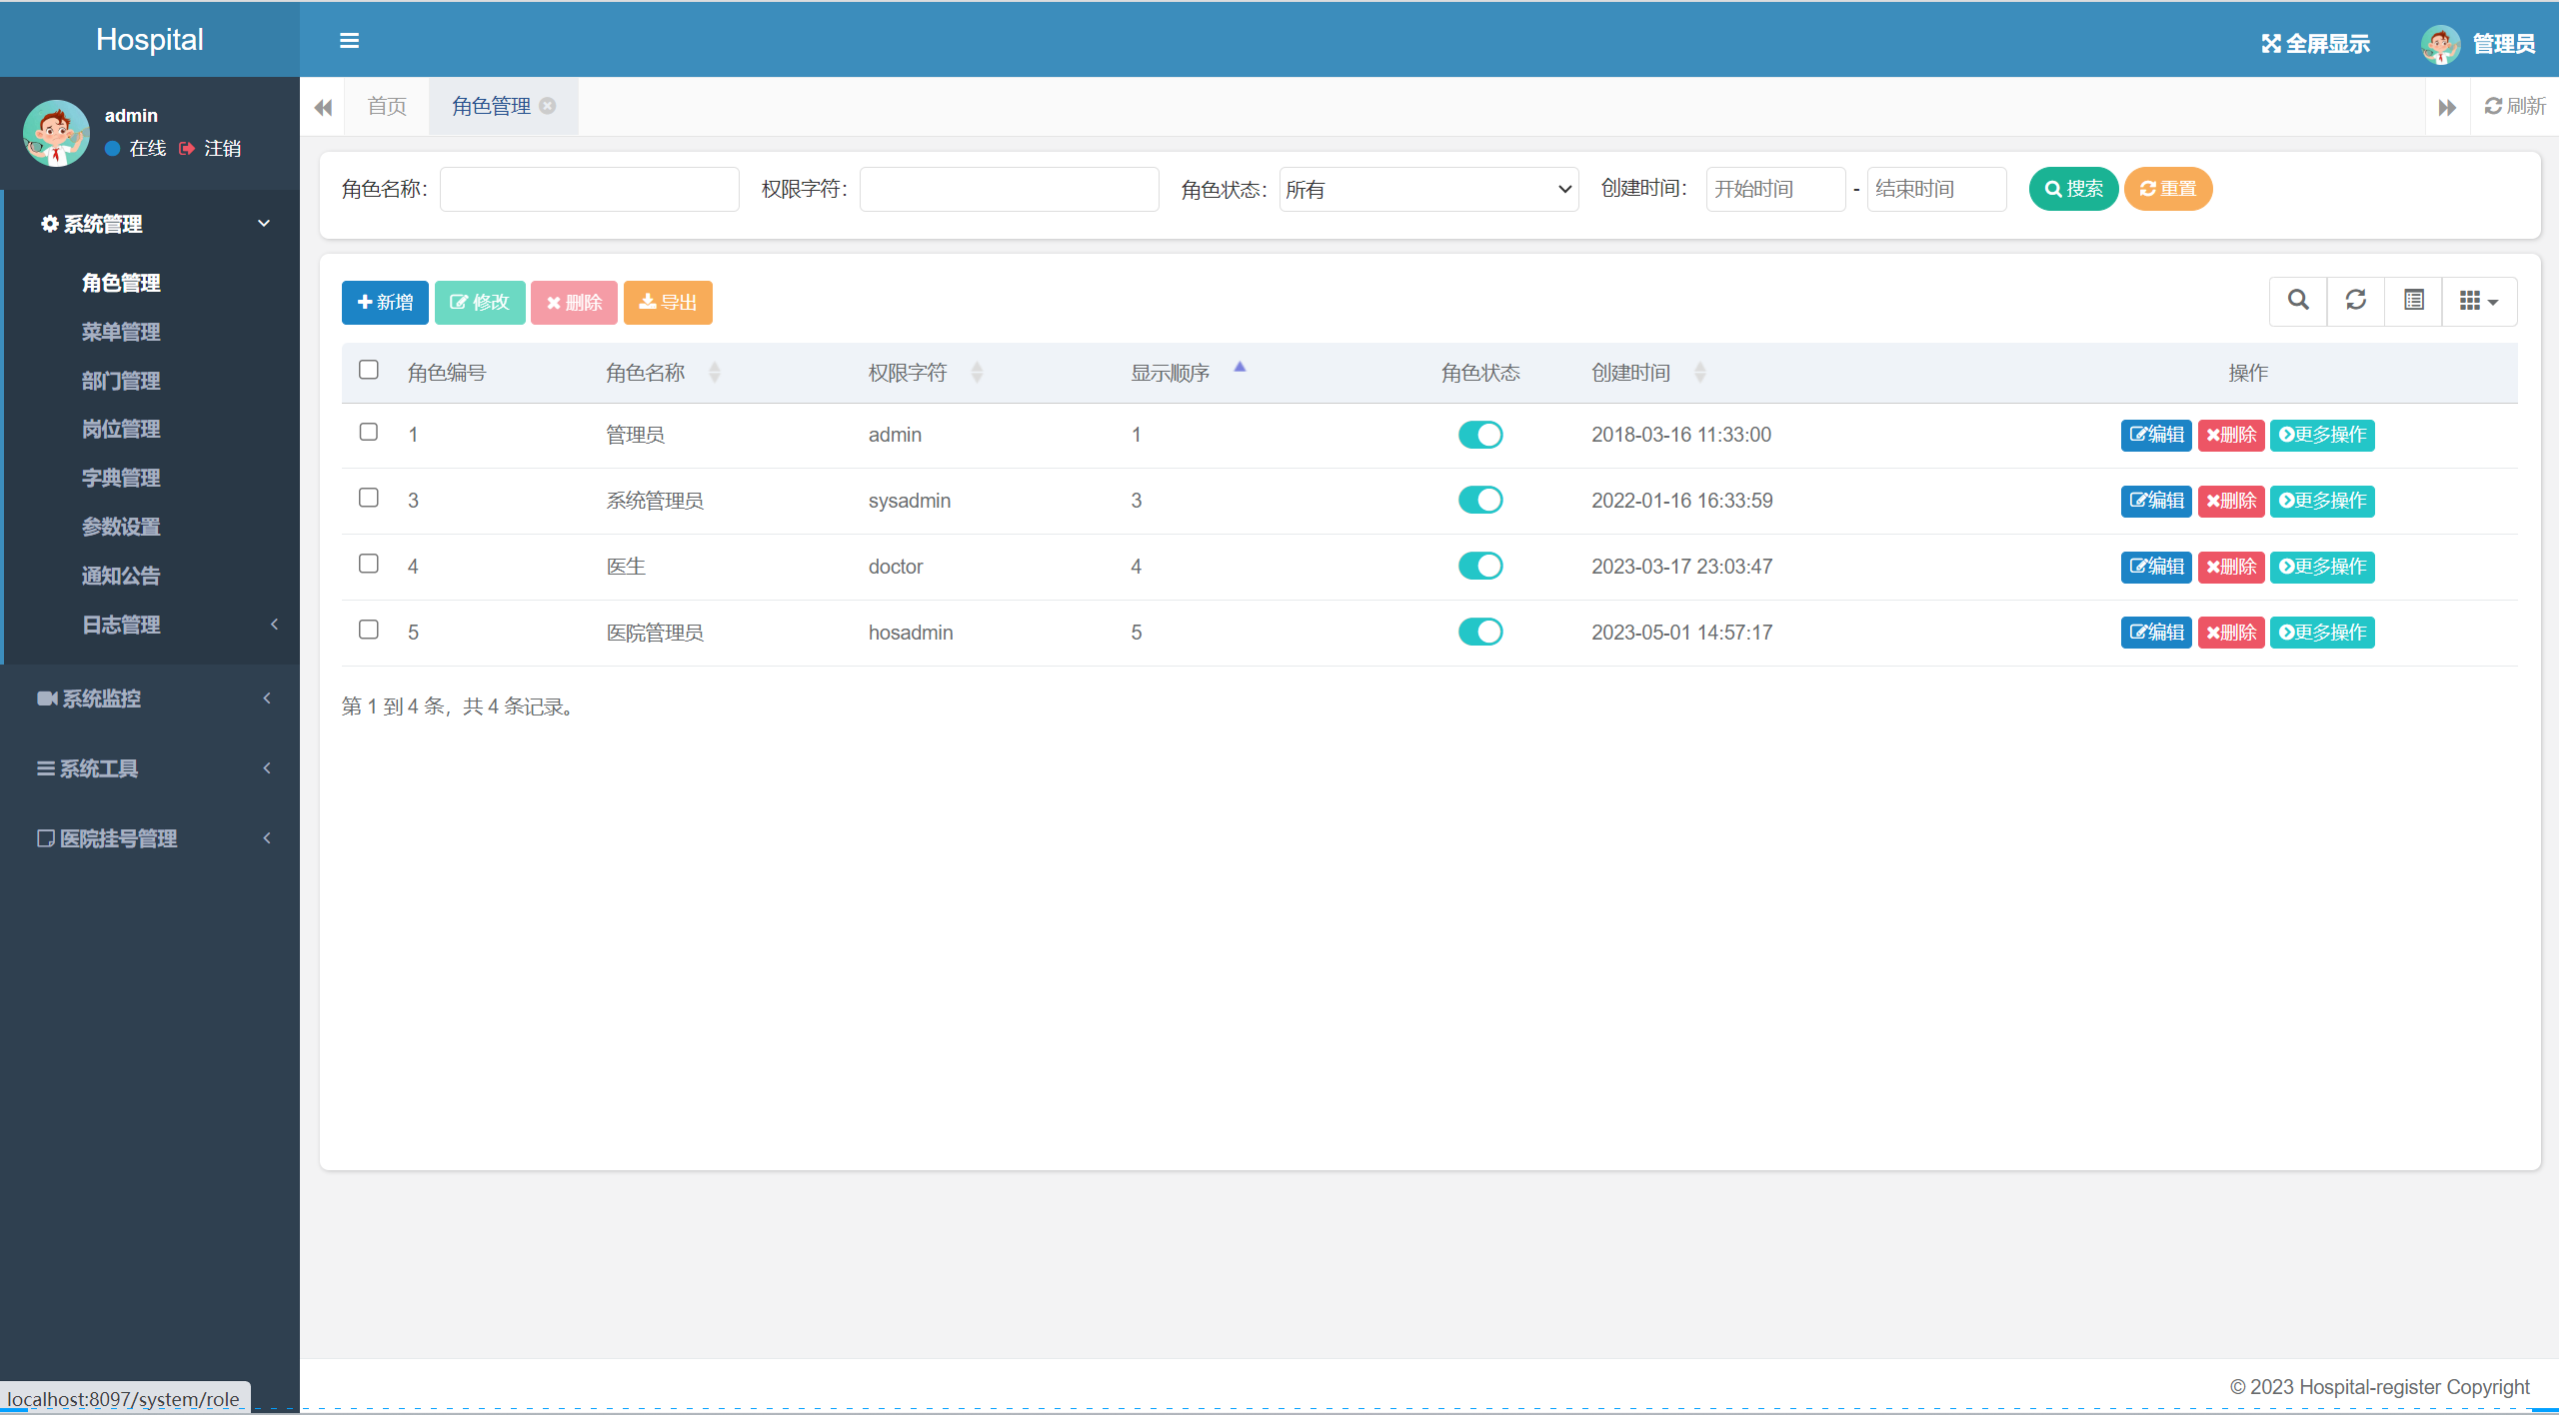 Hospital
全屏显示
管理员
admin
在线 注销
首页
角色管理
刷新
系统管理
角色管理
菜单管理
部门管理
岗位管理
字典管理
参数设置
通知公告
日志管理
系统监控
系统工具
医院挂号管理
角色名称： 权限字符： 角色状态：所有 创建时间： 开始时间 - 结束时间 搜索 重置
新增 修改 删除 导出
角色编号 角色名称 权限字符 显示顺序 角色状态 创建时间 操作
1 管理员 admin 1 2018-03-16 11:33:00 编辑 删除 更多操作
3 系统管理员 sysadmin 3 2022-01-16 16:33:59 编辑 删除 更多操作
4 医生 doctor 4 2023-03-17 23:03:47 编辑 删除 更多操作
5 医院管理员 hosadmin 5 2023-05-01 14:57:17 编辑 删除 更多操作
第 1 到 4 条，共 4 条记录。
© 2023 Hospital-register Copyright
localhost:8097/system/role